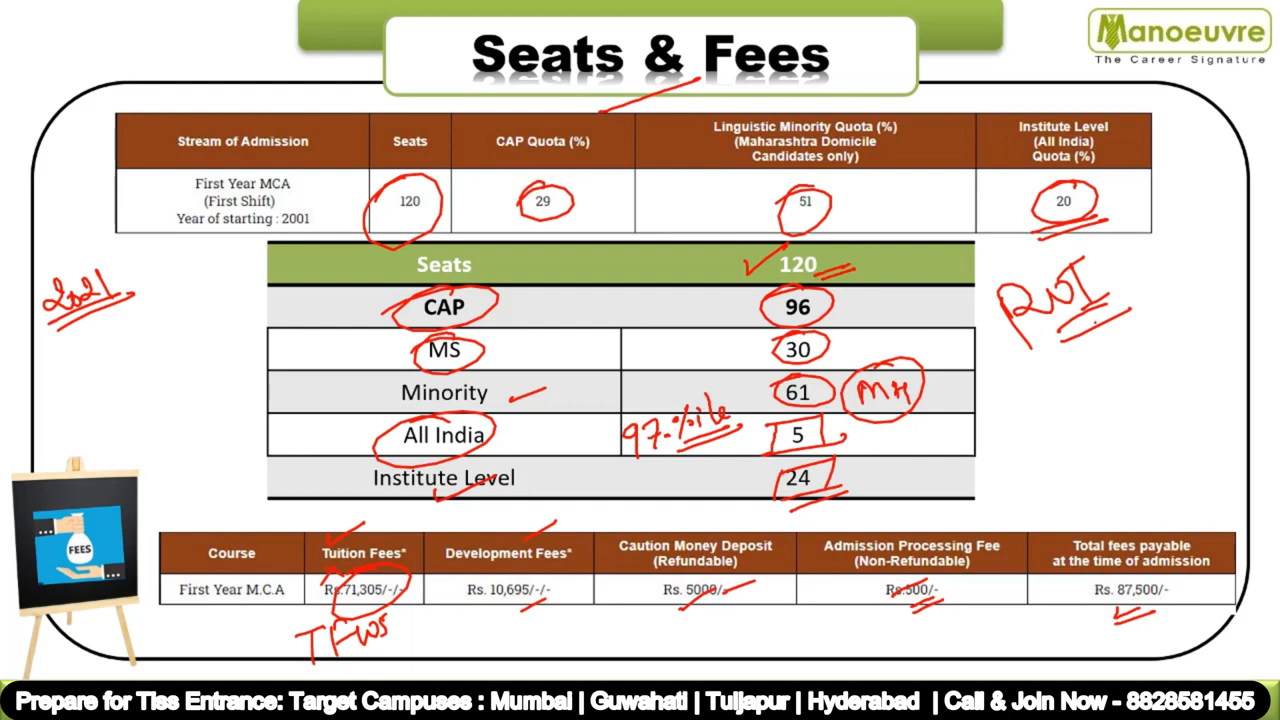 Seats & Fees
Manoeuvre
The Career Signature
Stream of Admission
Seats
CAP Quota (%)
Linguistic Minority Quota (%)
(Maharashtra Domicile
Candidates only)
Institute Level
(All India)
Quota (%)
First Year MCA
(First Shift)
Year of starting : 2001
120
29
51
20
Seats 120
CAP 96
MS 30
Minority 61 MH
All India 97.%ile 5
Institute Level 24
2021
ROI
FEES
Course
Tuition Fees*
Development Fees*
Caution Money Deposit
(Refundable)
Admission Processing Fee
(Non-Refundable)
Total fees payable
at the time of admission
First Year M.C.A
Rs.71,305/-/-
Rs. 10,695/-/-
Rs. 5000/-
Rs.500/-
Rs. 87,500/-
TFWS
Prepare for Tiss Entrance: Target Campuses : Mumbai | Guwahati | Tuljapur | Hyderabad | Call & Join Now - 8828581455